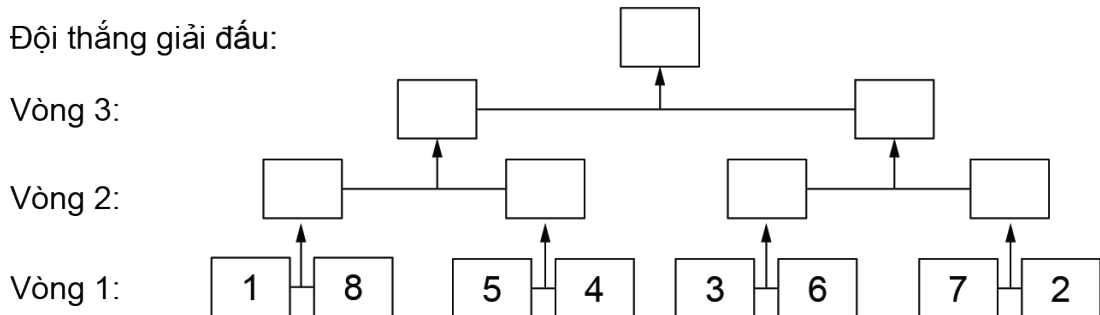 Đội thắng giải đấu:
Vòng 3:
Vòng 2:
Vòng 1: 1 8 5 4 3 6 7 2